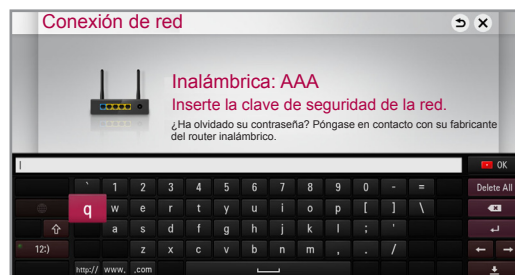 Conexión de red
Inalámbrica: AAA
Inserte la clave de seguridad de la red.
¿Ha olvidado su contraseña? Póngase en contacto con su fabricante
del router inalámbrico.
OK
` 1 2 3 4 5 6 7 8 9 0 - = Delete All
q w e r t y u i o p [ ] \
a s d f g h j k l ; '
12:) z x c v b n m , . /
http:// www, .com